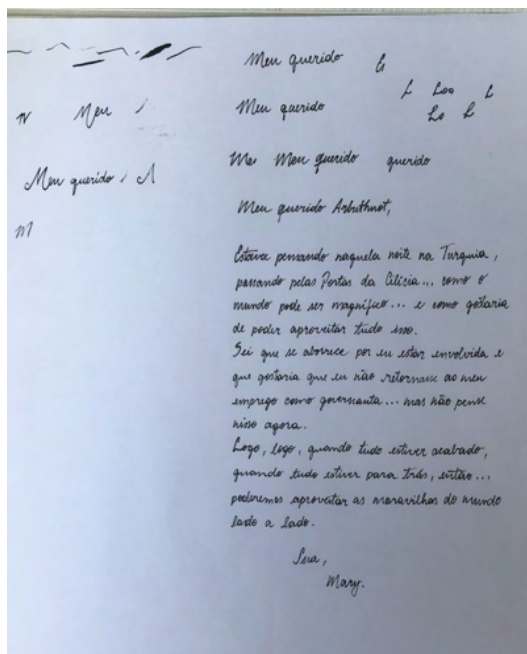 Meu querido
L Loo L
Meu
Meu querido
Lo L
Meu querido
Me Meu querido querido
M
Meu querido Arbuthnot,
Estava pensando naquela noite na Turquia,
passando pelas Portas da Cilícia... como o
mundo pode ser magnífico... e como gostaria
de poder aproveitar tudo isso.
Sei que se aborrece por eu estar envolvida e
que gostaria que eu não retornasse ao meu
emprego como governanta... mas não pense
nisso agora.
Logo, logo, quando tudo estiver acabado,
quando tudo estiver para trás, então...
poderemos aproveitar as maravilhas do mundo
lado a lado.
Sua,
Mary.